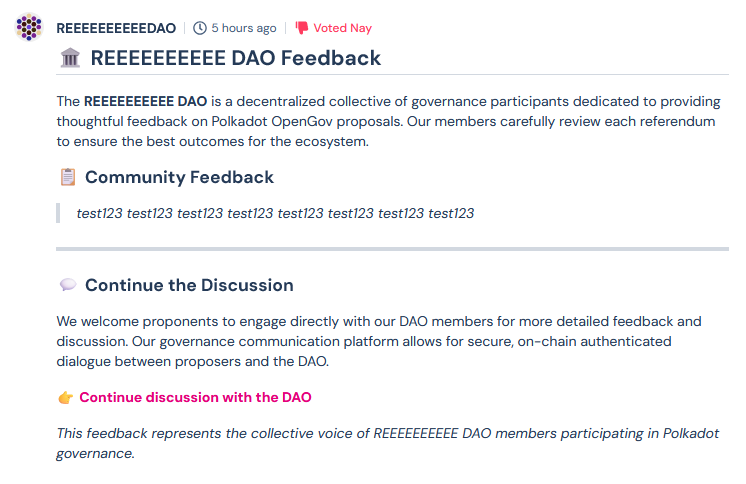 REEEEEEEEEEDAO 5 hours ago Voted Nay
REEEEEEEEEE DAO Feedback
The REEEEEEEEEE DAO is a decentralized collective of governance participants dedicated to providing
thoughtful feedback on Polkadot OpenGov proposals. Our members carefully review each referendum
to ensure the best outcomes for the ecosystem.
Community Feedback
test123 test123 test123 test123 test123 test123 test123 test123
Continue the Discussion
We welcome proponents to engage directly with our DAO members for more detailed feedback and
discussion. Our governance communication platform allows for secure, on-chain authenticated
dialogue between proposers and the DAO.
Continue discussion with the DAO
This feedback represents the collective voice of REEEEEEEEEE DAO members participating in Polkadot
governance.